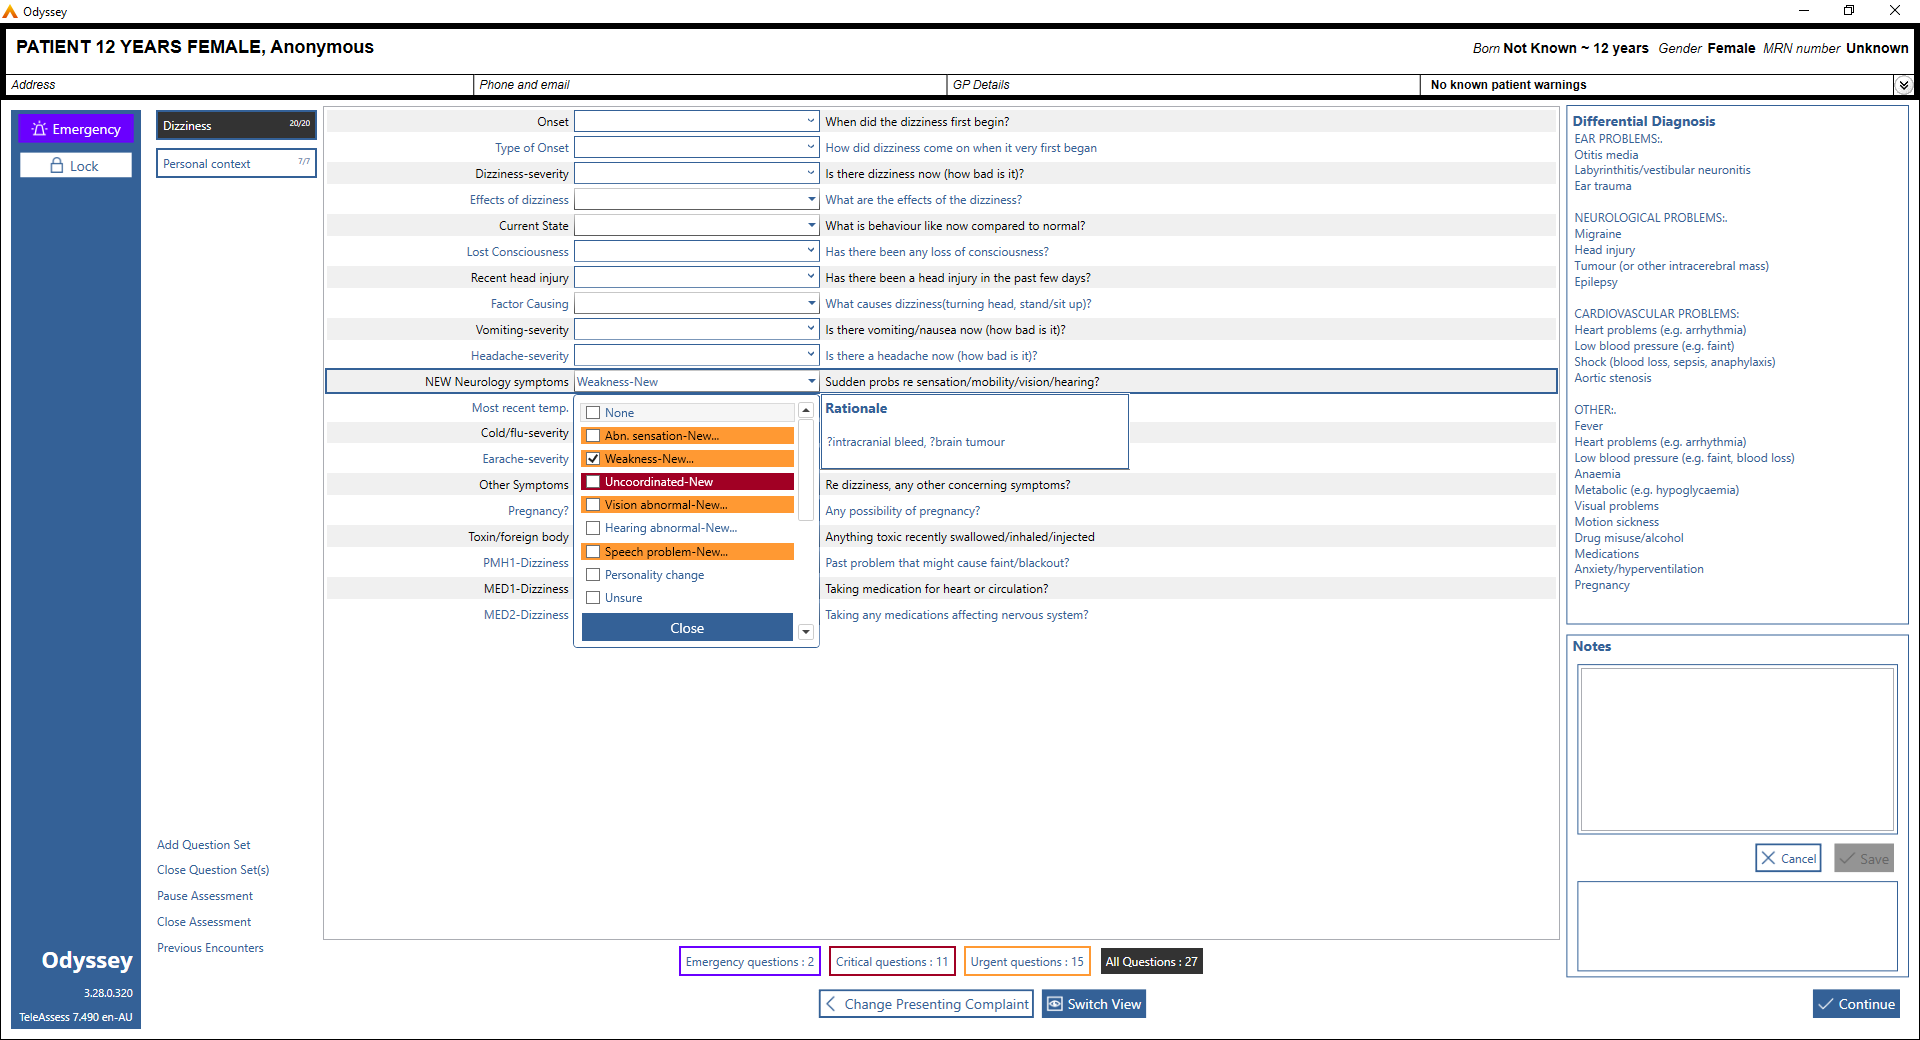 Odyssey
PATIENT 12 YEARS FEMALE, Anonymous
Born Not Known ~ 12 years Gender Female MRN number Unknown
Address
Phone and email
GP Details
No known patient warnings
Emergency
Lock
Dizziness 20/20
Personal context 7/7
Onset When did the dizziness first begin?
Type of Onset How did dizziness come on when it very first began
Dizziness-severity Is there dizziness now (how bad is it)?
Effects of dizziness What are the effects of the dizziness?
Current State What is behaviour like now compared to normal?
Lost Consciousness Has there been any loss of consciousness?
Recent head injury Has there been a head injury in the past few days?
Factor Causing What causes dizziness(turning head, stand/sit up)?
Vomiting-severity Is there vomiting/nausea now (how bad is it)?
Headache-severity Is there a headache now (how bad is it)?
NEW Neurology symptoms Weakness-New Sudden probs re sensation/mobility/vision/hearing?
Most recent temp.
Cold/flu-severity
Earache-severity
Other Symptoms Re dizziness, any other concerning symptoms?
Pregnancy? Any possibility of pregnancy?
Toxin/foreign body Anything toxic recently swallowed/inhaled/injected
PMH1-Dizziness Past problem that might cause faint/blackout?
MED1-Dizziness Taking medication for heart or circulation?
MED2-Dizziness Taking any medications affecting nervous system?
None
Abn. sensation-New...
Weakness-New...
Uncoordinated-New
Vision abnormal-New...
Hearing abnormal-New...
Speech problem-New...
Personality change
Unsure
Close
Rationale
?intracranial bleed, ?brain tumour
Differential Diagnosis
EAR PROBLEMS:.
Otitis media
Labyrinthitis/vestibular neuronitis
Ear trauma
NEUROLOGICAL PROBLEMS:.
Migraine
Head injury
Tumour (or other intracerebral mass)
Epilepsy
CARDIOVASCULAR PROBLEMS:
Heart problems (e.g. arrhythmia)
Low blood pressure (e.g. faint)
Shock (blood loss, sepsis, anaphylaxis)
Aortic stenosis
OTHER:.
Fever
Heart problems (e.g. arrhythmia)
Low blood pressure (e.g. faint, blood loss)
Anaemia
Metabolic (e.g. hypoglycaemia)
Visual problems
Motion sickness
Drug misuse/alcohol
Medications
Anxiety/hyperventilation
Pregnancy
Notes
Cancel
Save
Add Question Set
Close Question Set(s)
Pause Assessment
Close Assessment
Previous Encounters
Odyssey
3.28.0.320
TeleAssess 7.490 en-AU
Emergency questions : 2
Critical questions : 11
Urgent questions : 15
All Questions : 27
Change Presenting Complaint
Switch View
Continue